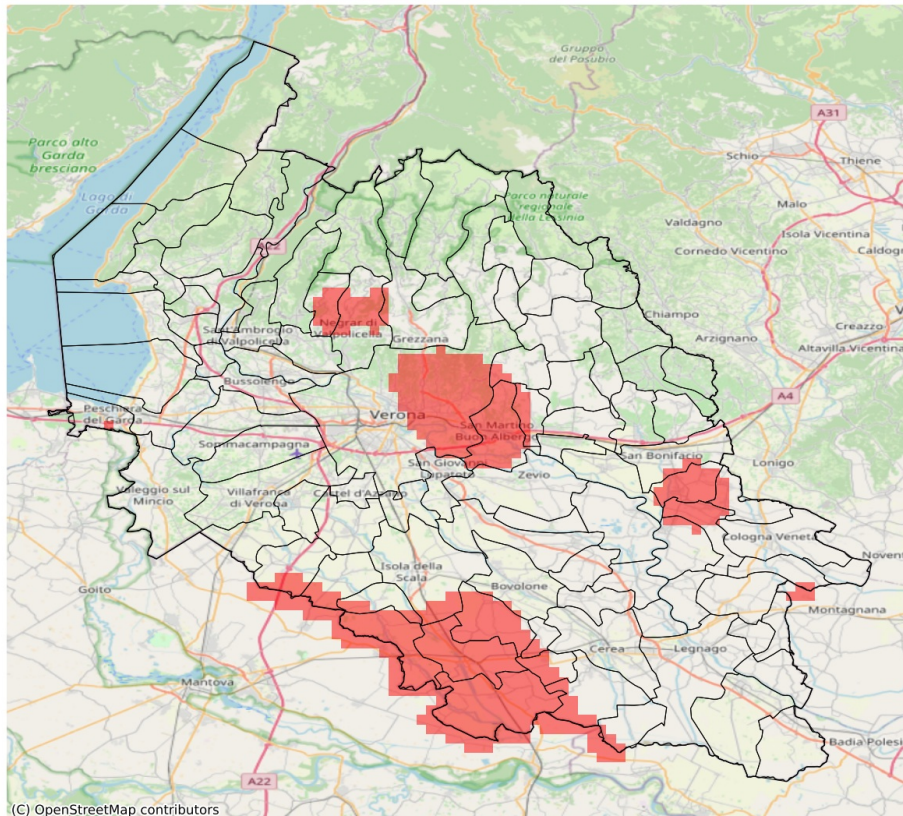 Gruppo
del Pasubio
A31
Schio
Thiene
Parco alto
Garda
bresciano
Lago di
Garda
Parco naturale
regionale
della Lessinia
Malo
Isola Vicentina
Valdagno
Cornedo Vicentino
A22
Chiampo
Creazzo
Arzignano
Altavilla Vicentina
Sant'Ambrogio
di Valpolicella
Negrar di
Valpolicella
Grezzana
Bussolengo
A4
Peschiera
del Garda
Verona
San Martino
Buon Albergo
Sommacampagna
San Bonifacio
Lonigo
San Giovanni
Lupatoto
Zevio
Valeggio sul
Mincio
Villafranca
di Verona
Castel d'Azzano
Cologna Veneta
Isola della
Scala
Goito
Bovolone
Montagnana
Cerea
Legnago
Mantova
Badia Polesi
A22
(C) OpenStreetMap contributors